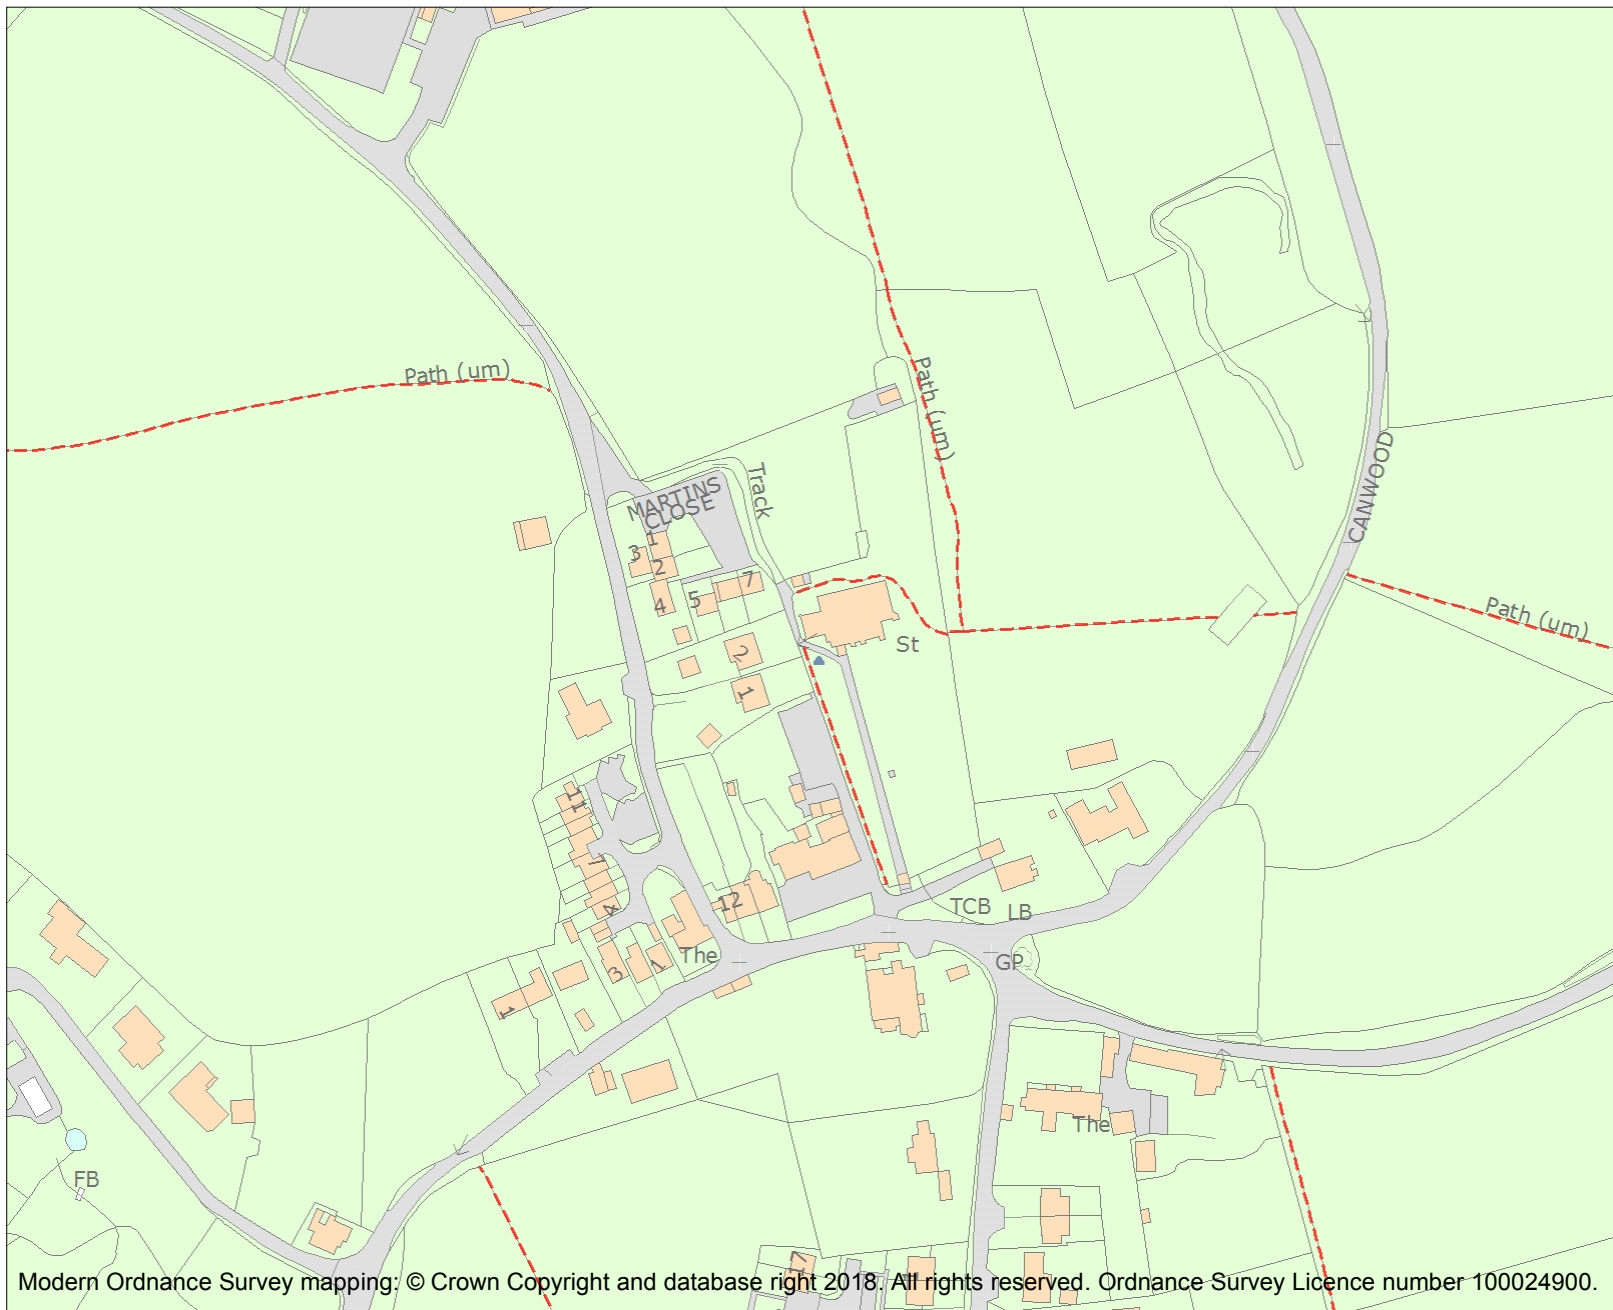 Path (um)
Path (um)
CANWOOD
Track
MARTINS
CLOSE
1
3
2
7
4
5
Path (um)
St
2
1
11
7
12
4
TCB
LB
The
GP
3
1
1
The
FB
17
Modern Ordnance Survey mapping: © Crown Copyright and database right 2018. All rights reserved. Ordnance Survey Licence number 100024900.